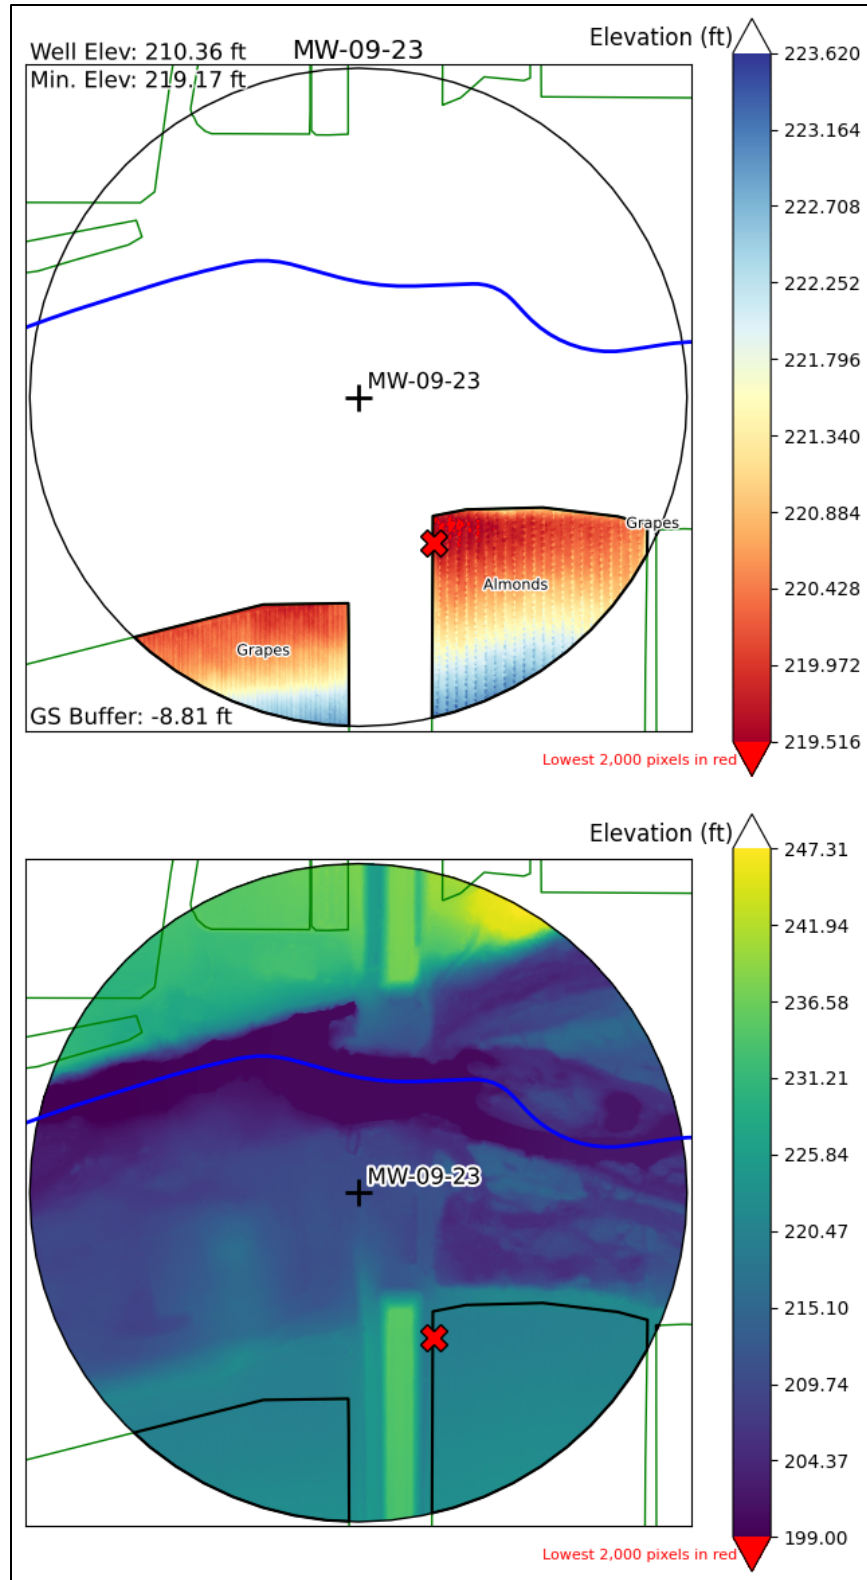 Elevation (ft)
Well Elev: 210.36 ft
MW-09-23
Min. Elev: 219.17 ft
223.620
223.164
222.708
222.252
221.796
221.340
220.884
220.428
219.972
219.516
MW-09-23
Grapes
Almonds
Grapes
GS Buffer: -8.81 ft
Lowest 2,000 pixels in red
Elevation (ft)
247.31
241.94
236.58
231.21
225.84
220.47
215.10
209.74
204.37
199.00
MW-09-23
Lowest 2,000 pixels in red